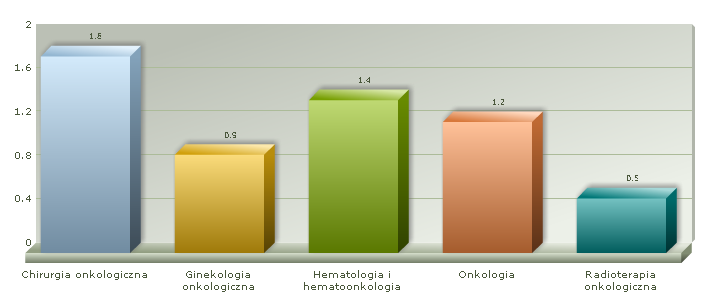 2
1.8
1.6
1.4
1.2
1.2
0.9
0.8
0.5
0.4
0
Chirurgia onkologiczna
Ginekologia
onkologiczna
Hematologia i
hematoonkologia
Onkologia
Radioterapia
onkologiczna